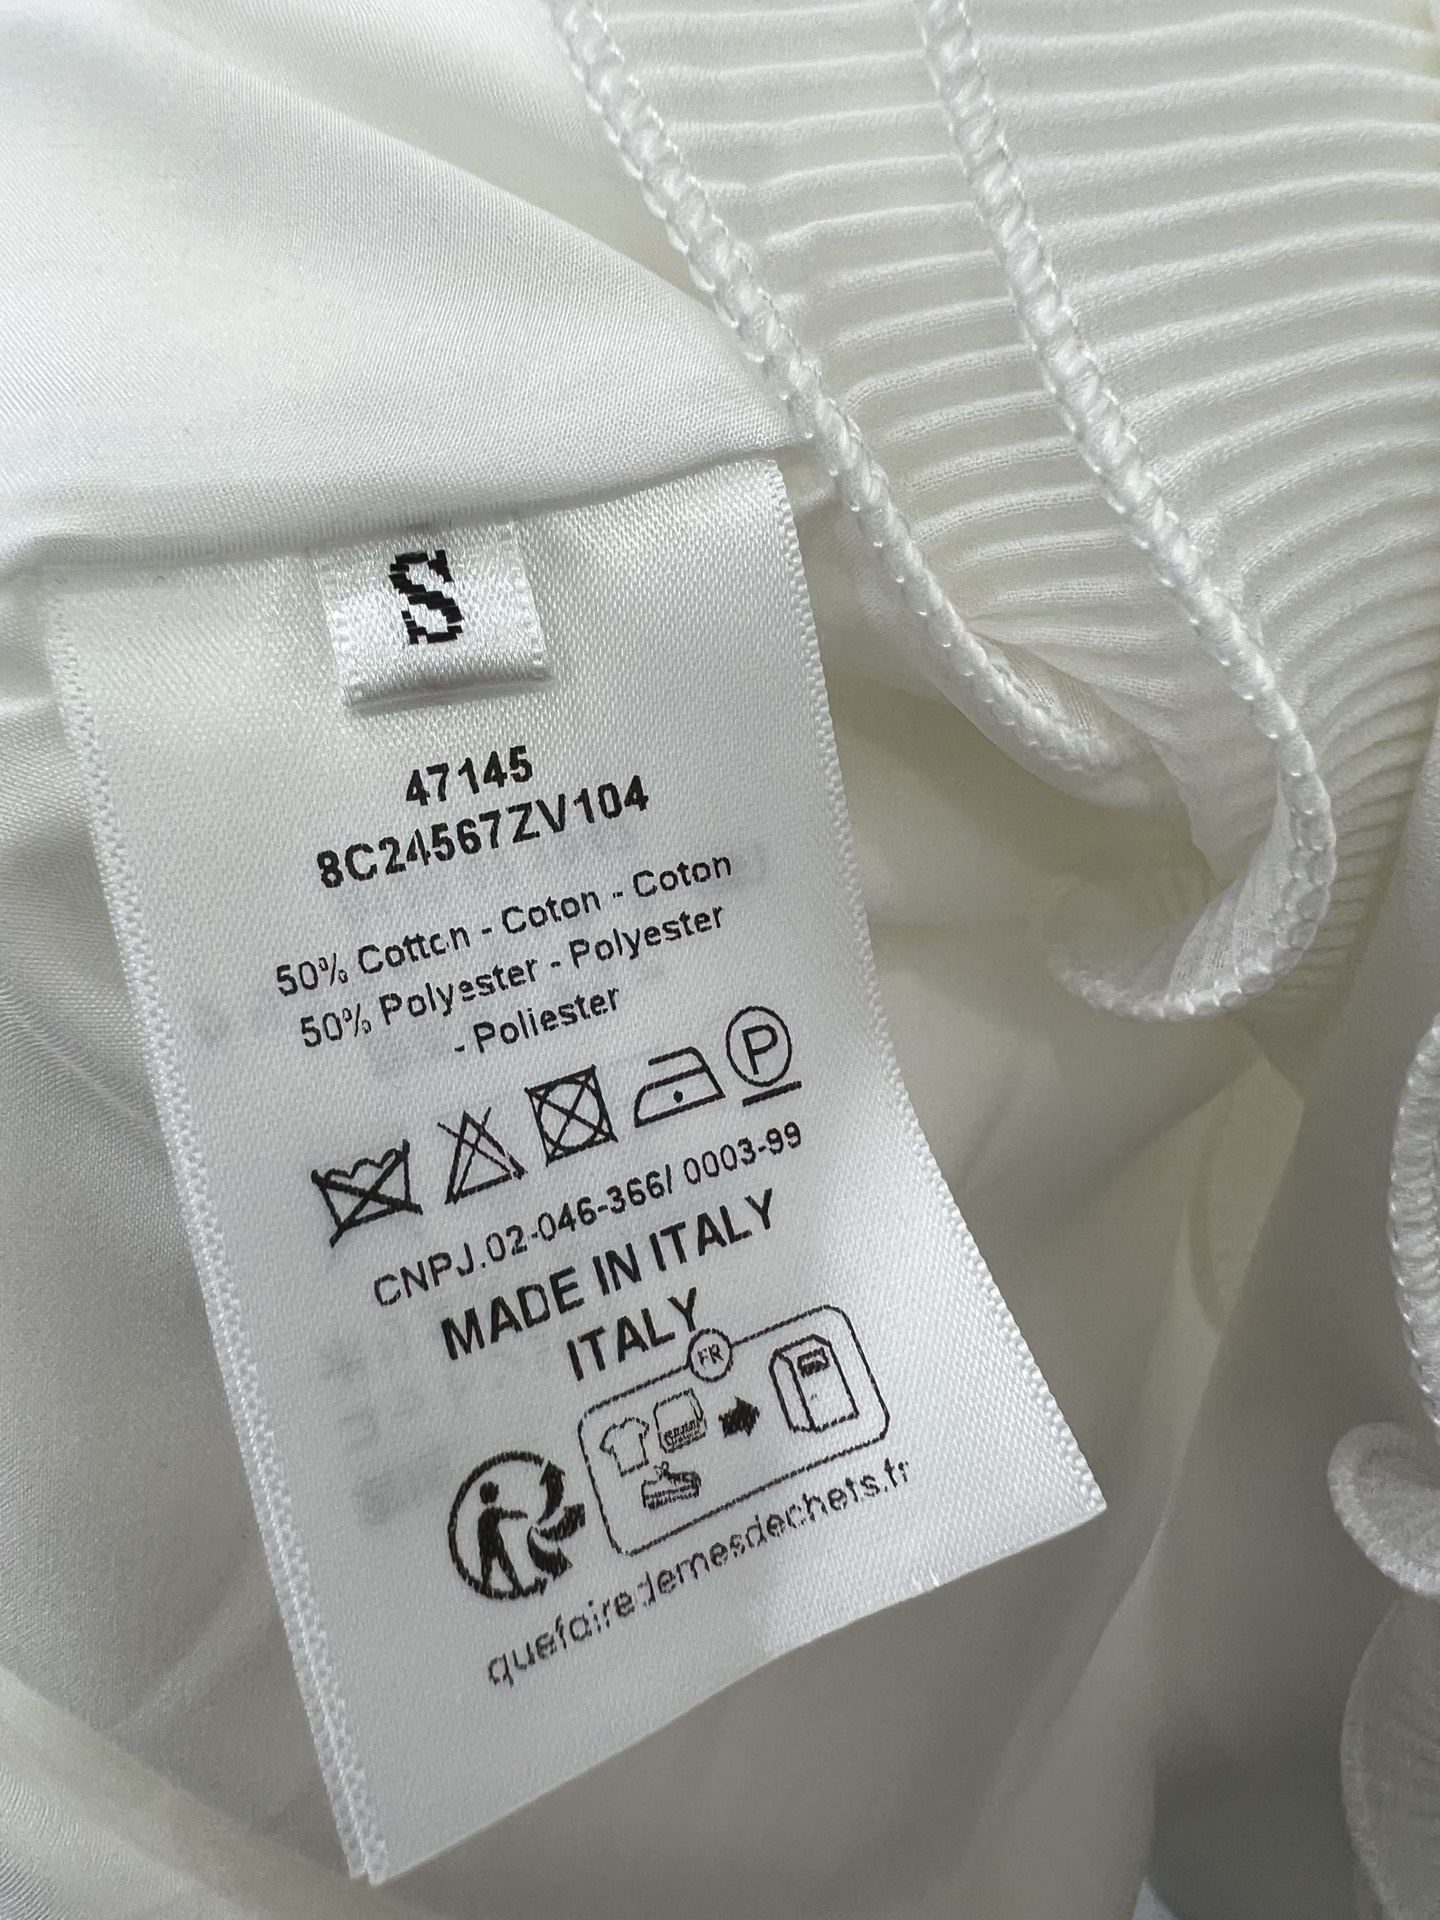 S
47145
8C24567ZV104
50% Cotton - Coton - Coton
50% Polyester - Polyester
- Poliester
P
CNPJ.02-046-366/ 0003-99
MADE IN ITALY
ITALY
FR
quefairedemesdechets.fr